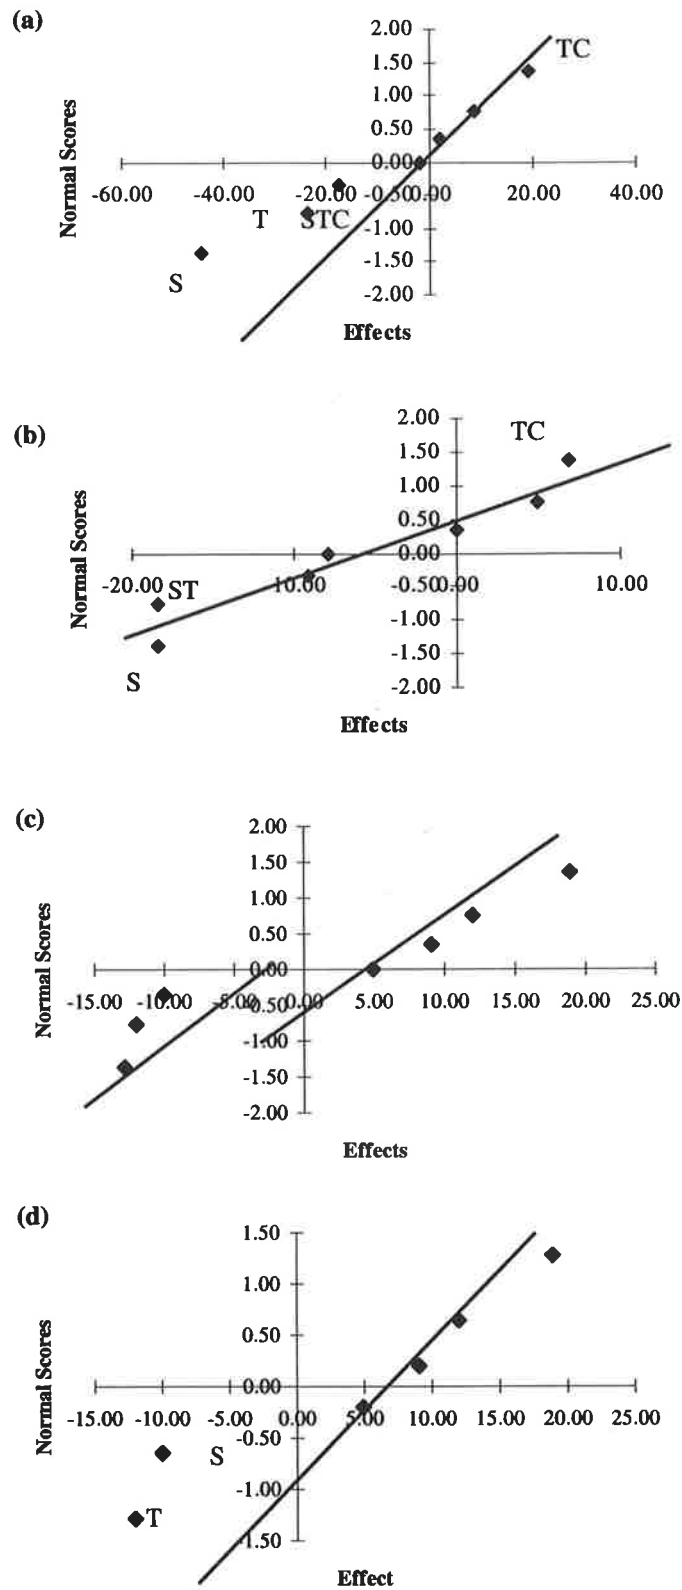 (a)
2.00
TC
1.50
1.00
0.50
0.00
-60.00 -40.00 -20.00 -0.50 0.00 20.00 40.00
T STC
-1.00
-1.50
S
-2.00
Normal Scores
Effects
(b)
2.00
TC
1.50
1.00
0.50
0.00
-20.00 10.00 -0.50 0.00 10.00
ST
-1.00
-1.50
S
-2.00
Normal Scores
Effects
(c)
2.00
1.50
1.00
0.50
0.00
-15.00 -10.00 -5.00 0.50 0.00 5.00 10.00 15.00 20.00 25.00
-1.00
-1.50
-2.00
Normal Scores
Effects
(d)
1.50
1.00
0.50
0.00
-15.00 -10.00 -5.00 0.00 5.00 10.00 15.00 20.00 25.00
-0.50
S
-1.00
T
1.50
Normal Scores
Effect